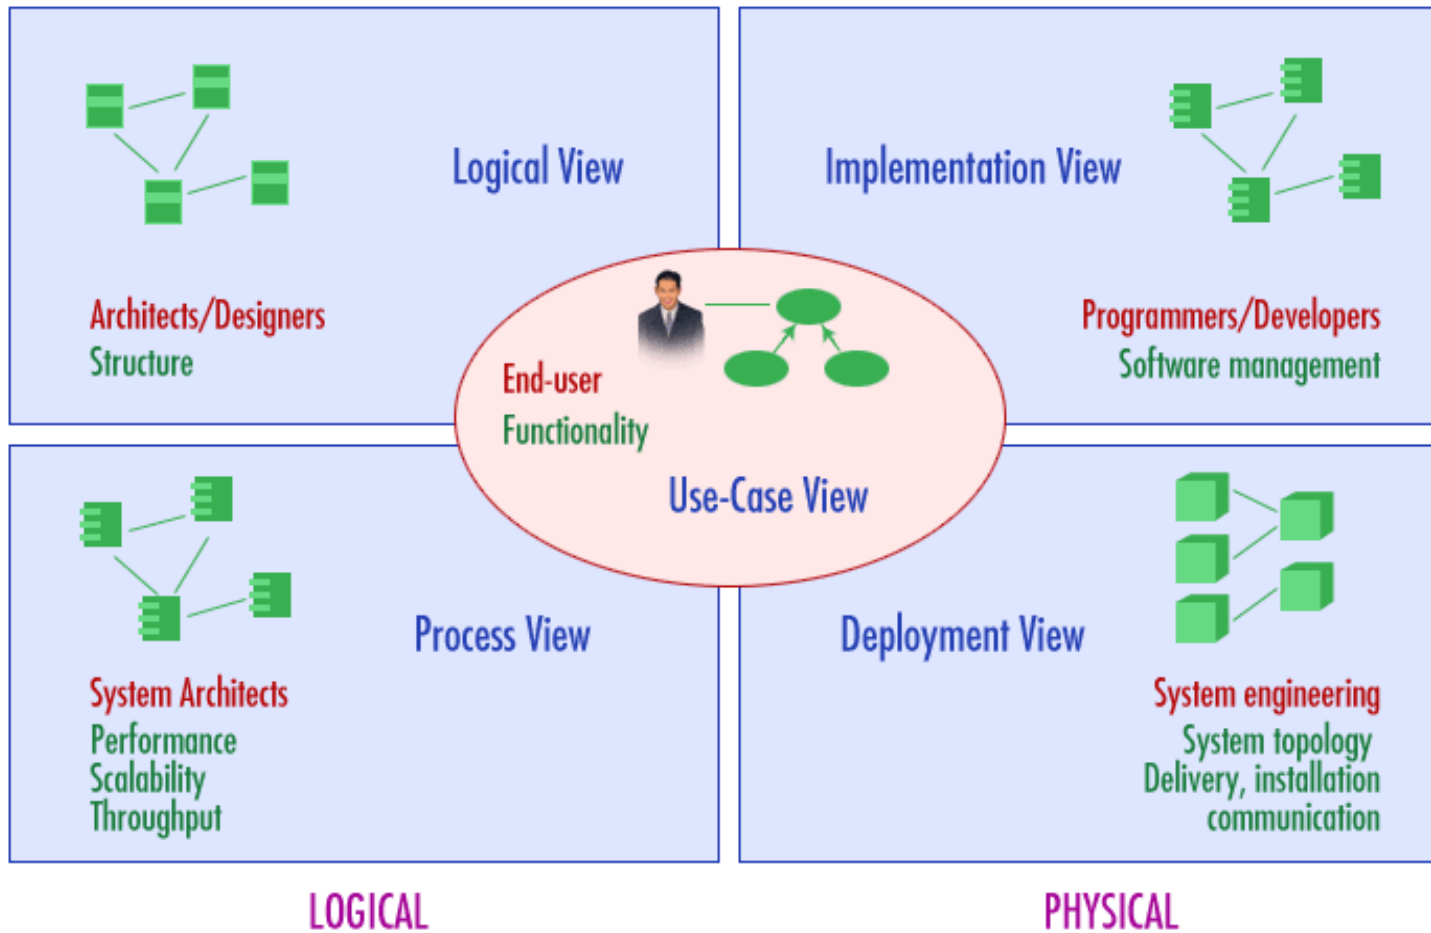 Logical View
Architects/Designers
Structure
Implementation View
Programmers/Developers
Software management
End-user
Functionality
Use-Case View
Process View
System Architects
Performance
Scalability
Throughput
Deployment View
System engineering
System topology
Delivery, installation
communication
LOGICAL
PHYSICAL